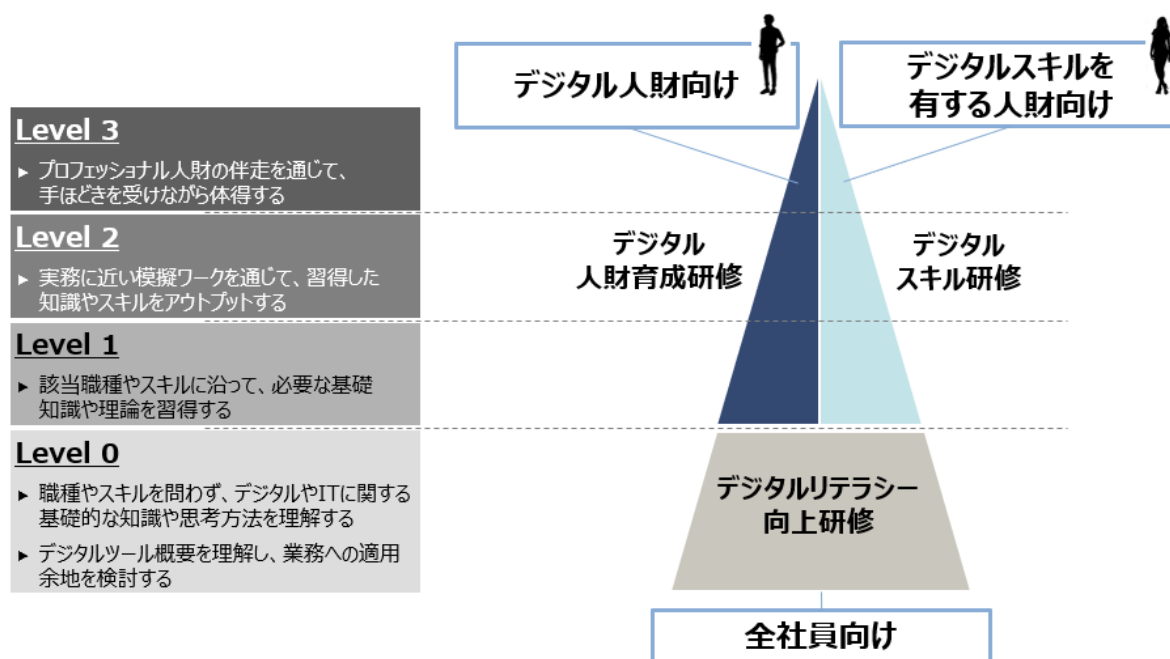 デジタル人財向け
デジタルスキルを
有する人財向け
Level 3
▶ プロフェッショナル人財の伴走を通じて、
手ほどきを受けながら体得する
Level 2
▶ 実務に近い模擬ワークを通じて、習得した
知識やスキルをアウトプットする
デジタル
人財育成研修
デジタル
スキル研修
Level 1
▶ 該当職種やスキルに沿って、必要な基礎
知識や理論を習得する
Level 0
▶ 職種やスキルを問わず、デジタルやITに関する
基礎的な知識や思考方法を理解する
▶ デジタルツール概要を理解し、業務への適用
余地を検討する
デジタルリテラシー
向上研修
全社員向け